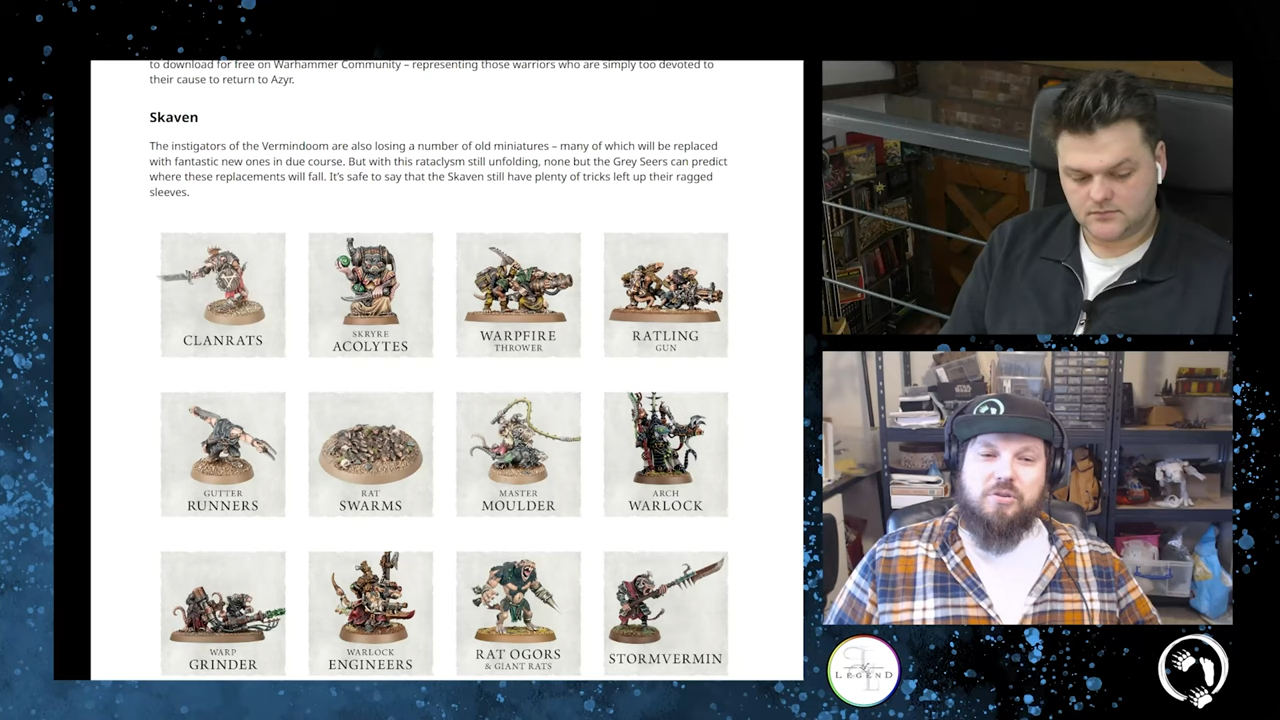 to download for free on Warhammer Community – representing those warriors who are simply too devoted to
their cause to return to Azyr.
Skaven
The instigators of the Vermindoom are also losing a number of old miniatures – many of which will be replaced
with fantastic new ones in due course. But with this rataclysm still unfolding, none but the Grey Seers can predict
where these replacements will fall. It’s safe to say that the Skaven still have plenty of tricks left up their ragged
sleeves.
CLANRATS
SKRYRE
ACOLYTES
WARPFIRE
THROWER
RATLING
GUN
GUTTER
RUNNERS
RAT
SWARMS
MASTER
MOULDER
ARCH
WARLOCK
WARP
GRINDER
WARLOCK
ENGINEERS
RAT OGORS
& GIANT RATS
STORMVERMIN
LEGEND